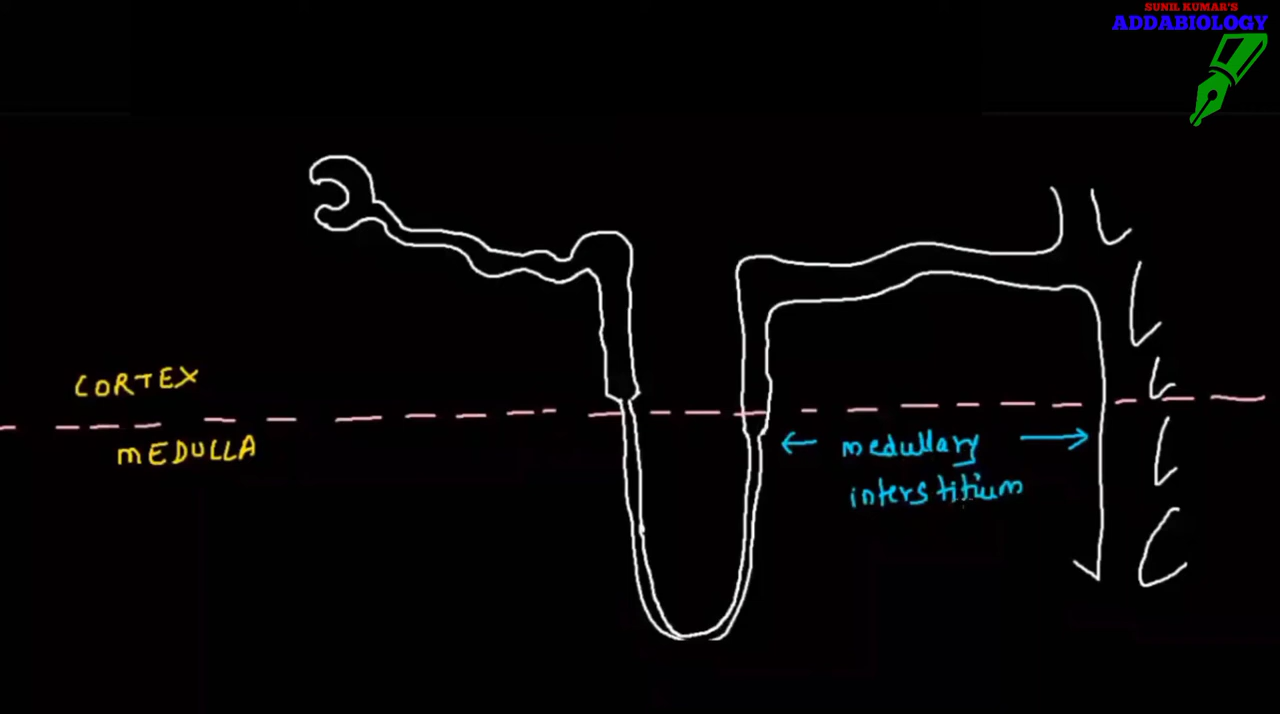 SUNIL KUMAR'S
ADDABIOLOGY
CORTEX
MEDULLA
medullary
interstitium